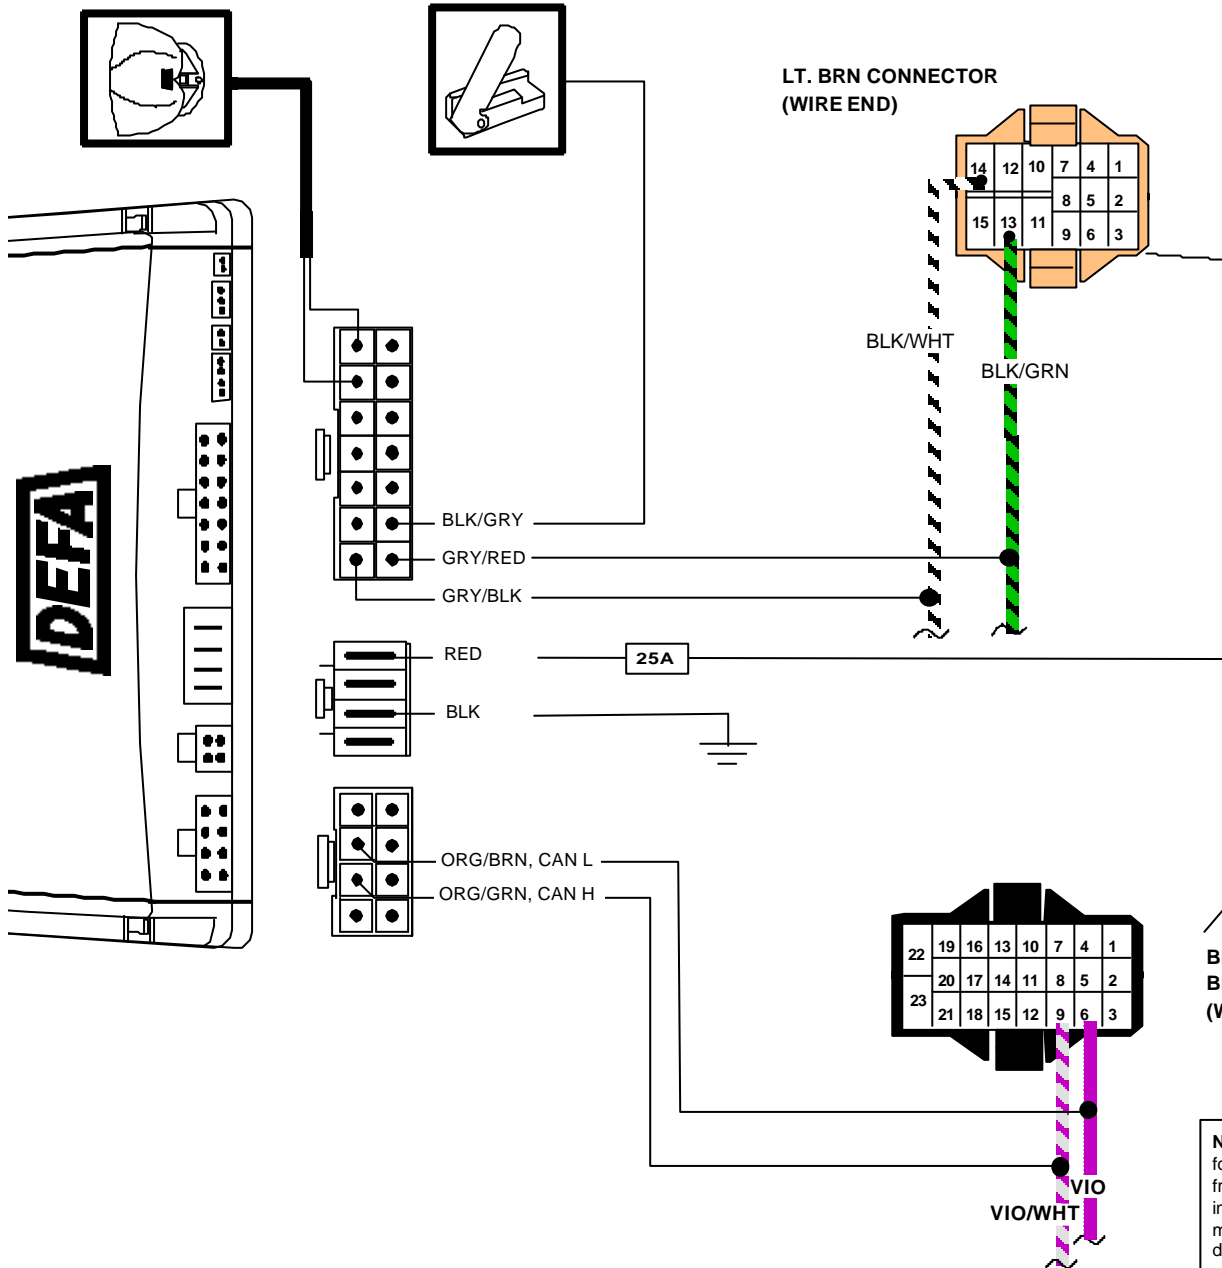 LT. BRN CONNECTOR
(WIRE END)
14 12 10 7 4 1
8 5 2
15 13 11 9 6 3
BLK/WHT
BLK/GRN
DEFA
BLK/GRY
GRY/RED
GRY/BLK
RED
25A
BLK
ORG/BRN, CAN L
ORG/GRN, CAN H
22 19 16 13 10 7 4 1
20 17 14 11 8 5 2
23 21 18 15 12 9 6 3
VIO
VIO/WHT